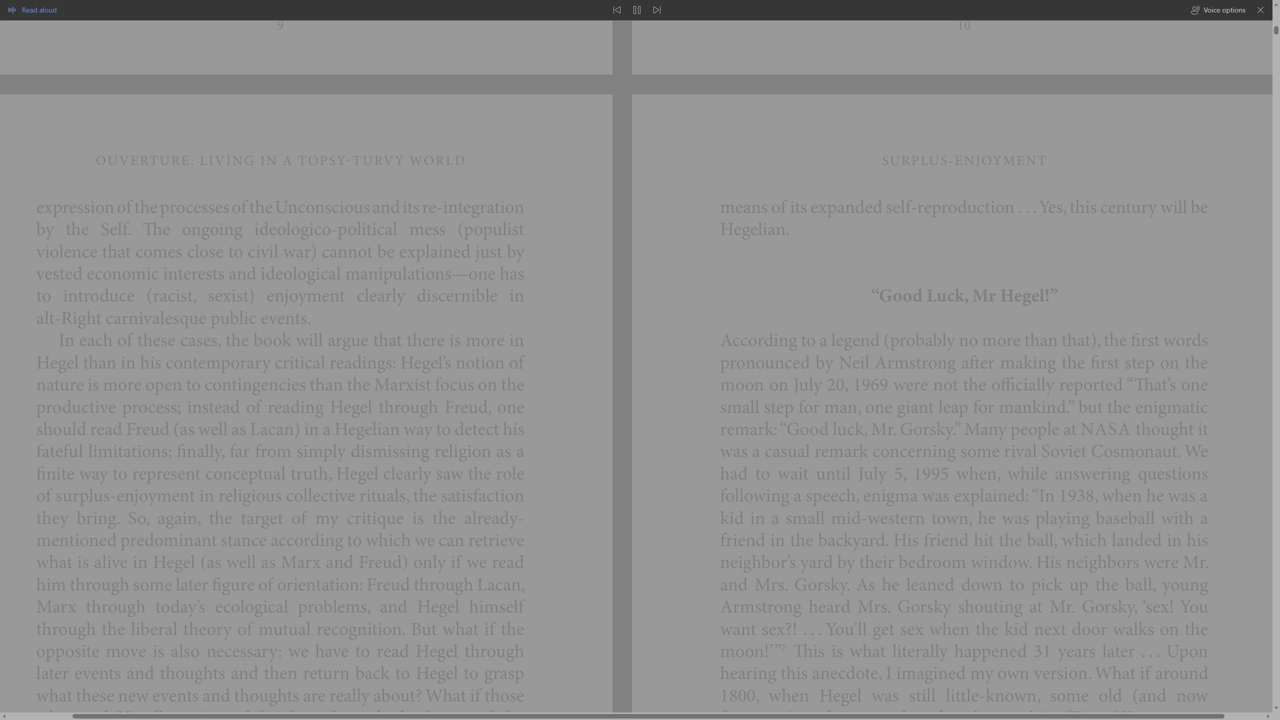 Read aloud
Voice options
9
10
OUVERTURE: LIVING IN A TOPSY-TURVY WORLD
expression of the processes of the Unconscious and its re-integration
by the Self. The ongoing ideologico-political mess (populist
violence that comes close to civil war) cannot be explained just by
vested economic interests and ideological manipulations—one has
to introduce (racist, sexist) enjoyment clearly discernible in
alt-Right carnivalesque public events.
In each of these cases, the book will argue that there is more in
Hegel than in his contemporary critical readings: Hegel's notion of
nature is more open to contingencies than the Marxist focus on the
productive process; instead of reading Hegel through Freud, one
should read Freud (as well as Lacan) in a Hegelian way to detect his
fateful limitations; finally, far from simply dismissing religion as a
finite way to represent conceptual truth, Hegel clearly saw the role
of surplus-enjoyment in religious collective rituals, the satisfaction
they bring. So, again, the target of my critique is the already-
mentioned predominant stance according to which we can retrieve
what is alive in Hegel (as well as Marx and Freud) only if we read
him through some later figure of orientation: Freud through Lacan,
Marx through today's ecological problems, and Hegel himself
through the liberal theory of mutual recognition. But what if the
opposite move is also necessary: we have to read Hegel through
later events and thoughts and then return back to Hegel to grasp
what these new events and thoughts are really about? What if those
SURPLUS-ENJOYMENT
means of its expanded self-reproduction . . . Yes, this century will be
Hegelian.
“Good Luck, Mr Hegel!”
According to a legend (probably no more than that), the first words
pronounced by Neil Armstrong after making the first step on the
moon on July 20, 1969 were not the officially reported “That's one
small step for man, one giant leap for mankind.” but the enigmatic
remark: “Good luck, Mr. Gorsky.” Many people at NASA thought it
was a casual remark concerning some rival Soviet Cosmonaut. We
had to wait until July 5, 1995 when, while answering questions
following a speech, enigma was explained: “In 1938, when he was a
kid in a small mid-western town, he was playing baseball with a
friend in the backyard. His friend hit the ball, which landed in his
neighbor's yard by their bedroom window. His neighbors were Mr.
and Mrs. Gorsky. As he leaned down to pick up the ball, young
Armstrong heard Mrs. Gorsky shouting at Mr. Gorsky, ‘sex! You
want sex?! . . . You'll get sex when the kid next door walks on the
moon!’”⁷ This is what literally happened 31 years later . . . Upon
hearing this anecdote, I imagined my own version. What if around
1800, when Hegel was still little-known, some old (and now